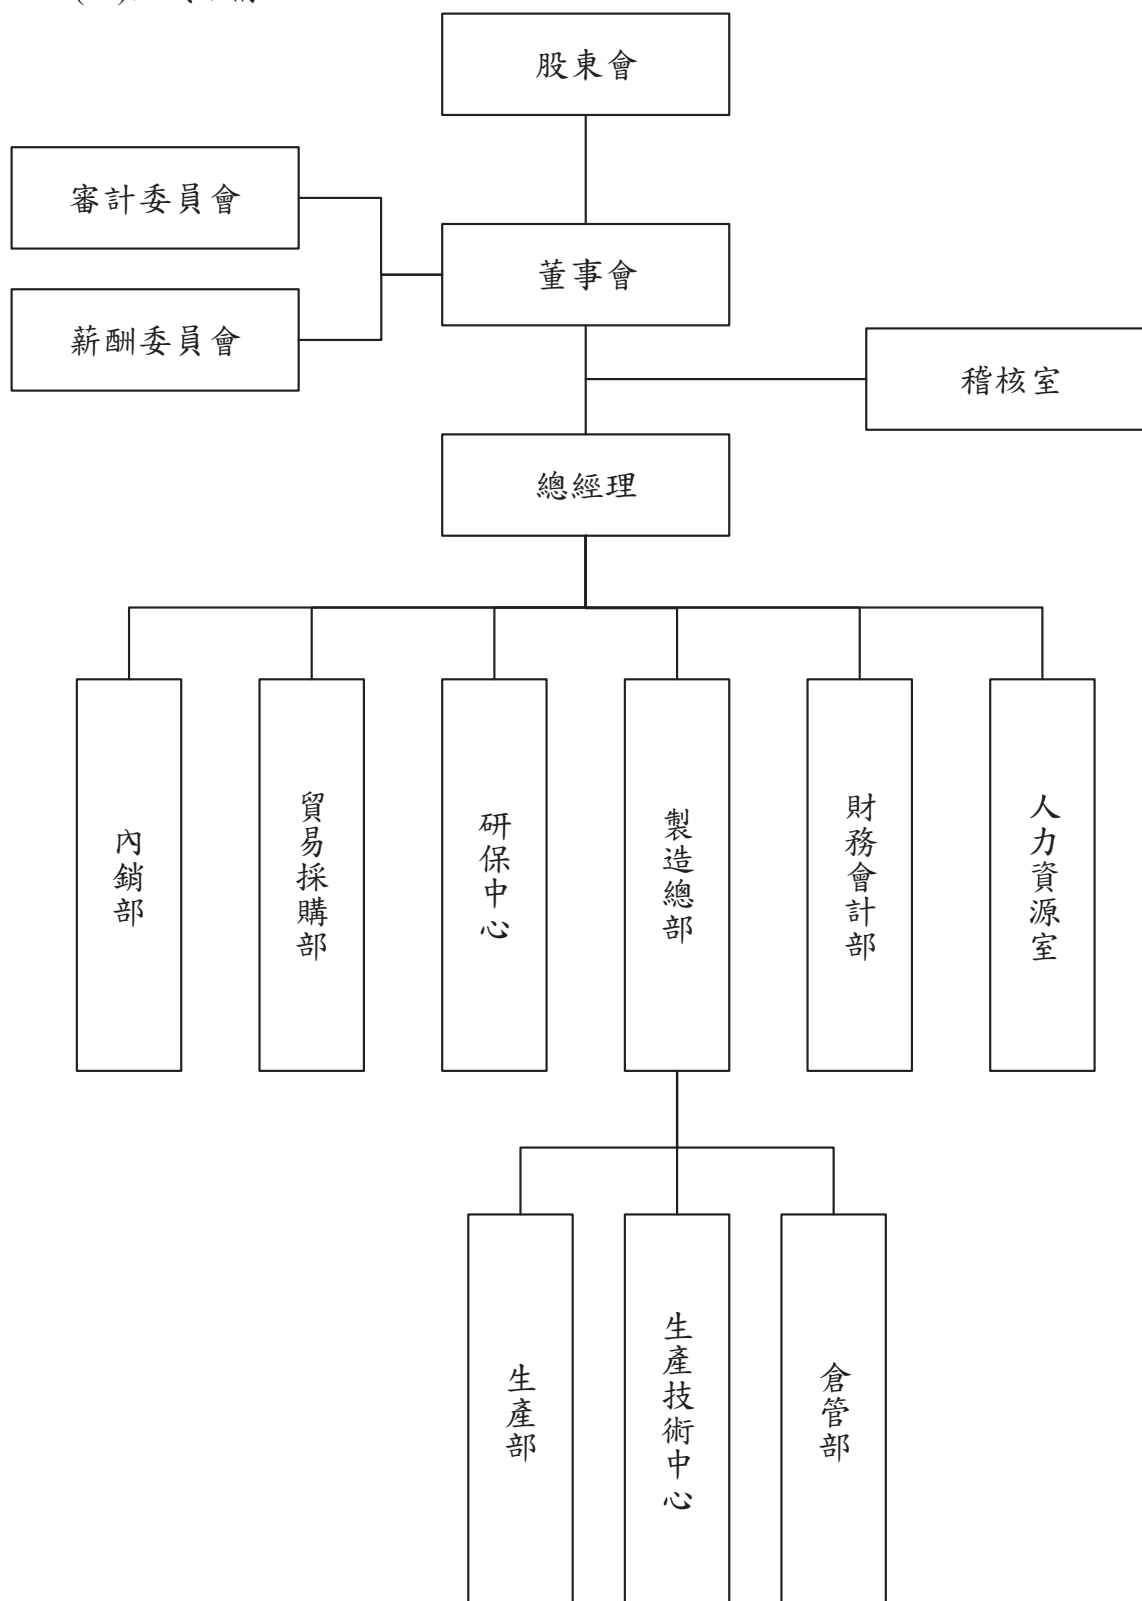 股東會
審計委員會
董事會
薪酬委員會
稽核室
總經理
內銷部
貿易採購部
研保中心
製造總部
財務會計部
人力資源室
生產部
生產技術中心
倉管部